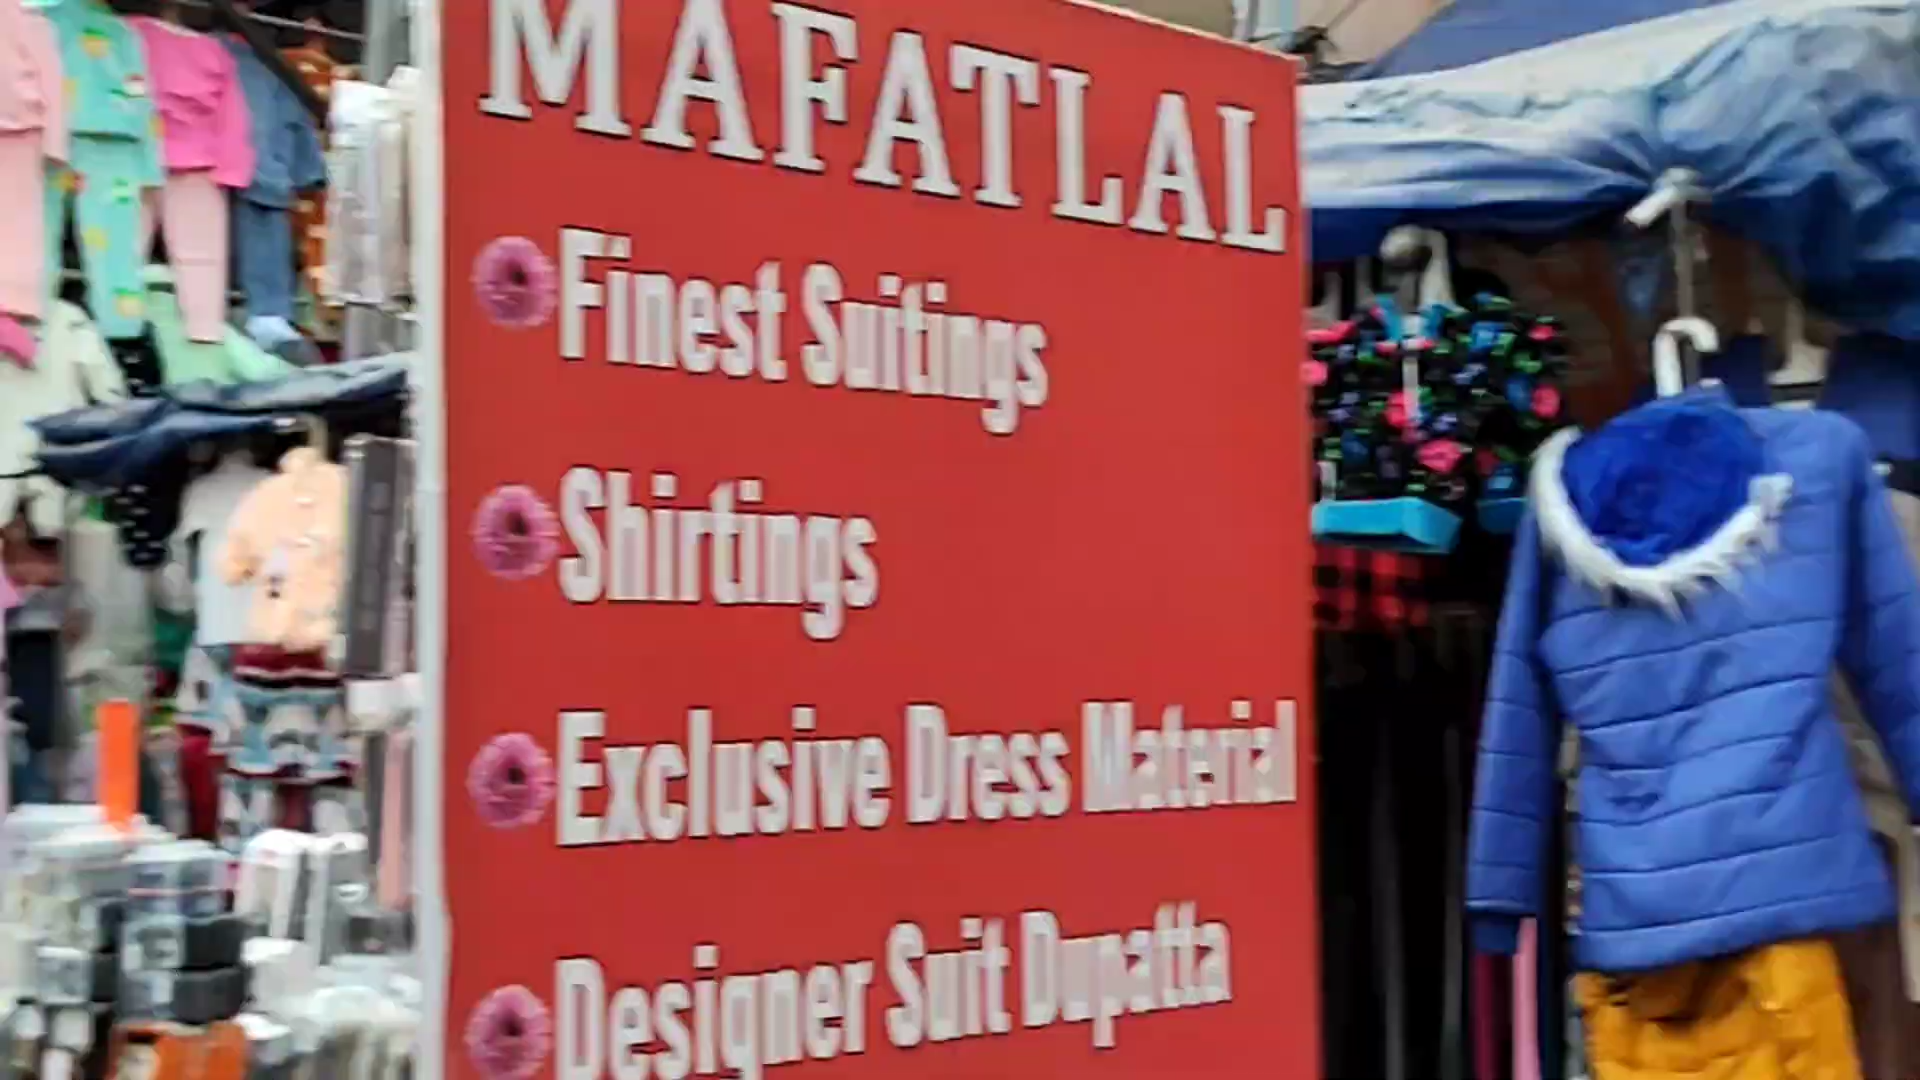 MAFATLAL
Finest Suitings
Shirtings
Exclusive Dress Material
Designer Suit Dupatta